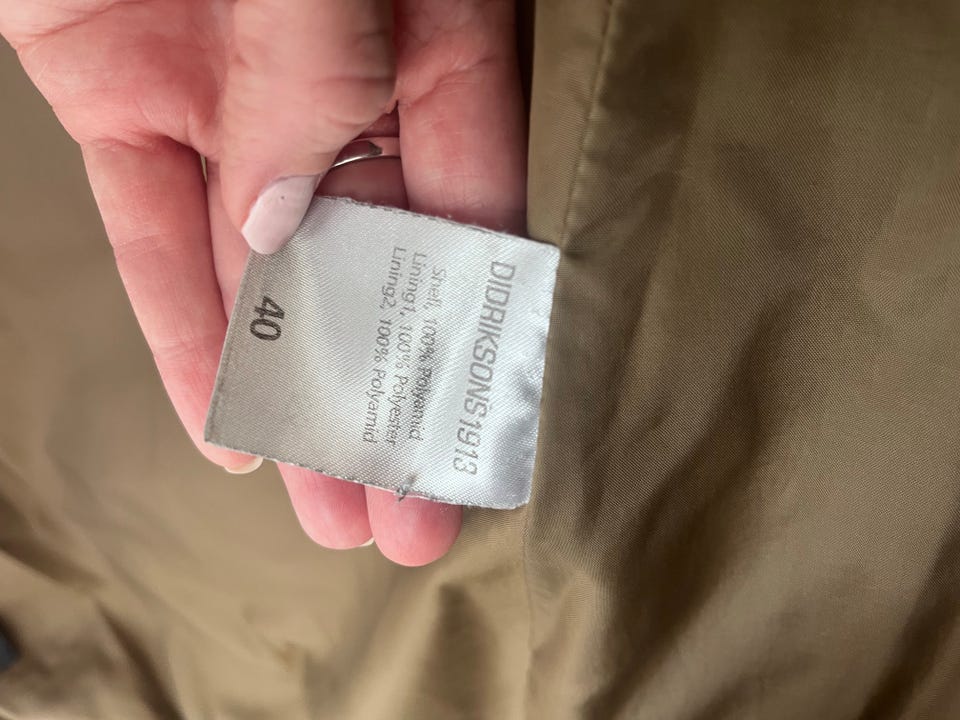 DIDRIKSONS1913
Shell, 100% Polyamid
Lining1, 100% Polyester
Lining2, 100% Polyamid
40